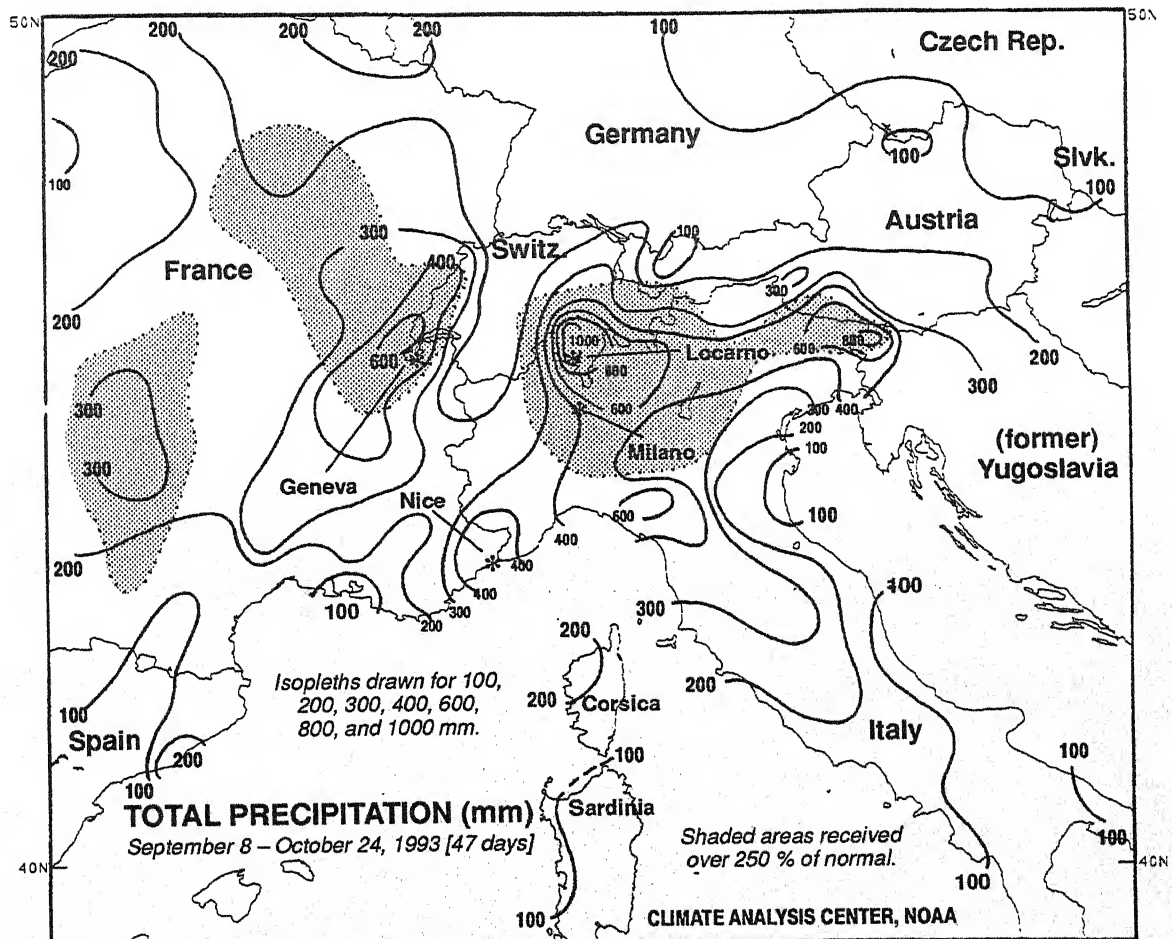 50N
200
200
200
100
50N
200
Czech Rep.
Germany
100
Slvk.
100
100
Austria
300
Switz.
100
400
France
300
200
200
1000
Locarno
600
800
600
600
300
300
880
300
400
600
200
100
Milano
(former)
Yugoslavia
300
Geneva
Nice
600
100
200
400
400
400
100
200
300
300
400
200
Isopleths drawn for 100,
200, 300, 400, 600,
800, and 1000 mm.
200
200
Corsica
100
Spain
200
Italy
100
100
100
Sardinia
TOTAL PRECIPITATION (mm)
September 8 – October 24, 1993 [47 days]
Shaded areas received
over 250 % of normal.
100
40N
40N
100
100
CLIMATE ANALYSIS CENTER, NOAA